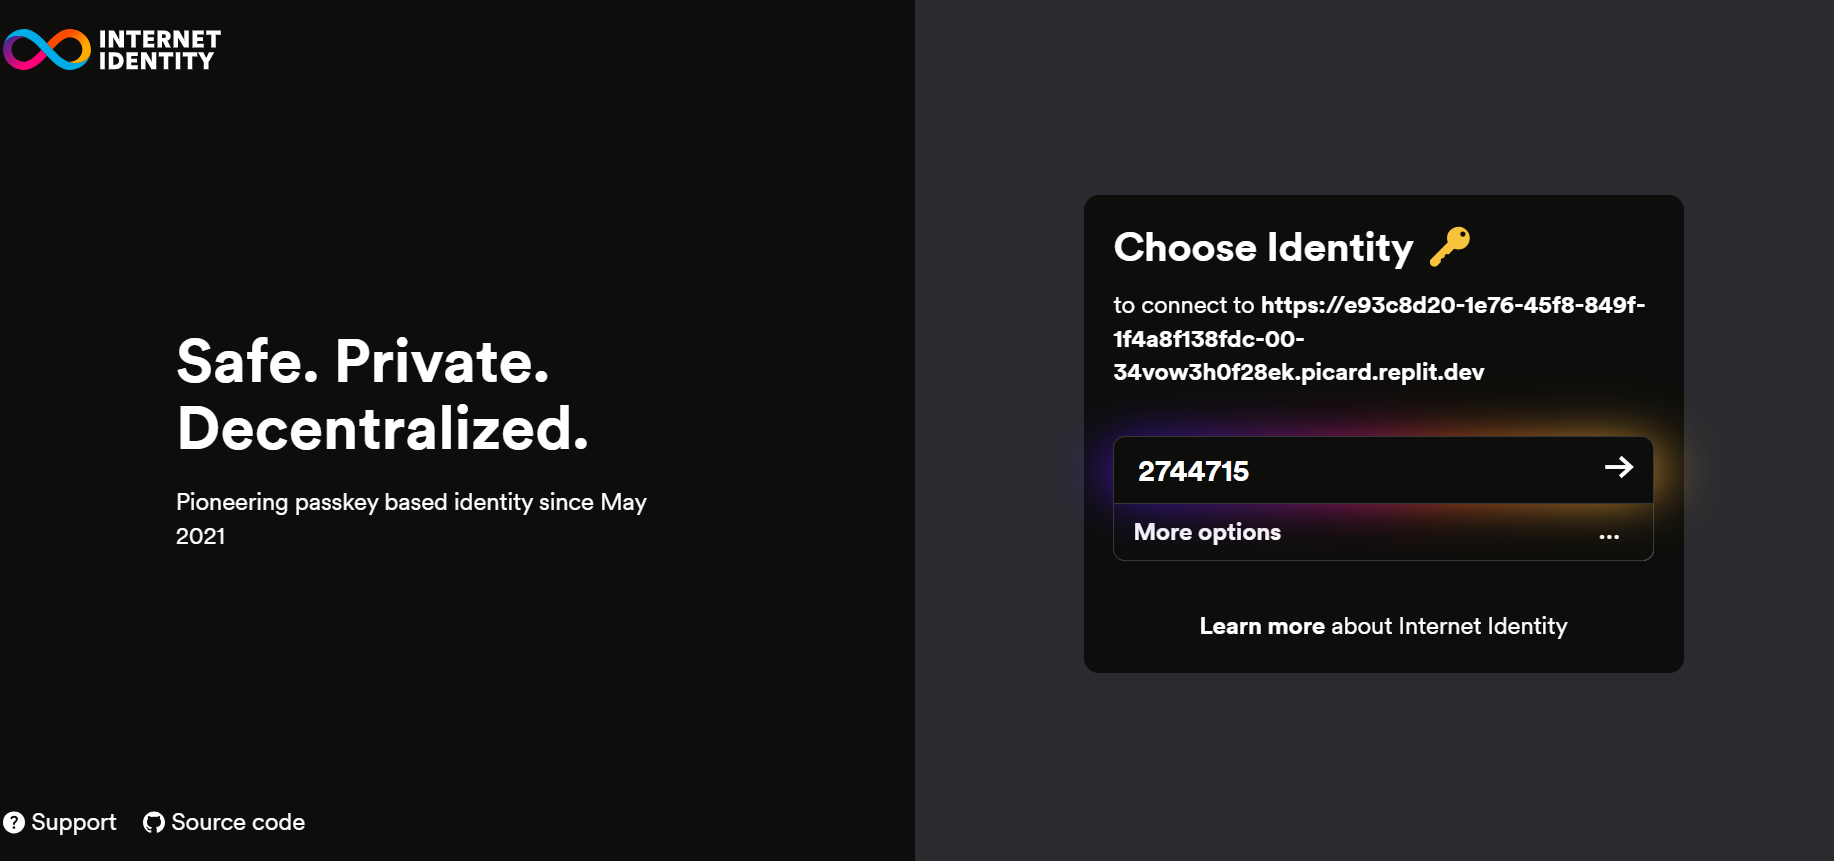 INTERNET
IDENTITY
Safe. Private.
Decentralized.
Pioneering passkey based identity since May
2021
Support
Source code
Choose Identity
to connect to https://e93c8d20-1e76-45f8-849f-
1f4a8f138fdc-00-
34vow3h0f28ek.picard.replit.dev
2744715
More options
...
Learn more about Internet Identity